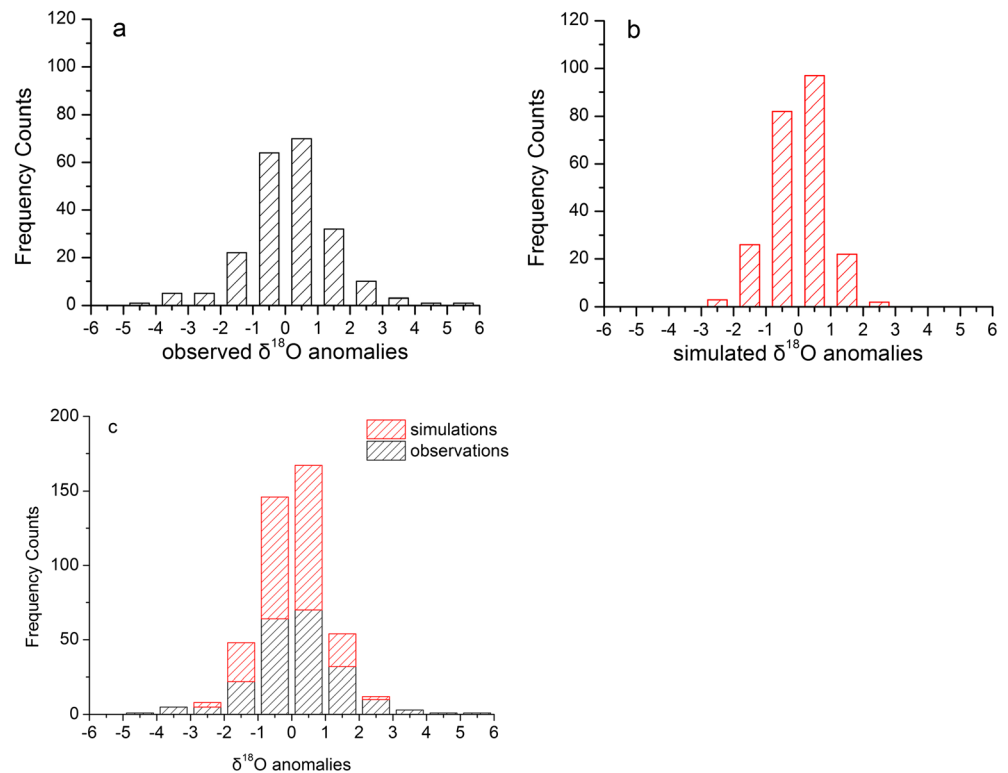 a
Frequency Counts
120
100
80
60
40
20
0
-6 -5 -4 -3 -2 -1 0 1 2 3 4 5 6
observed δ¹⁸O anomalies
b
Frequency Counts
120
100
80
60
40
20
0
-6 -5 -4 -3 -2 -1 0 1 2 3 4 5 6
simulated δ¹⁸O anomalies
c
simulations
observations
Frequency Counts
200
150
100
50
0
-6 -5 -4 -3 -2 -1 0 1 2 3 4 5 6
δ¹⁸O anomalies